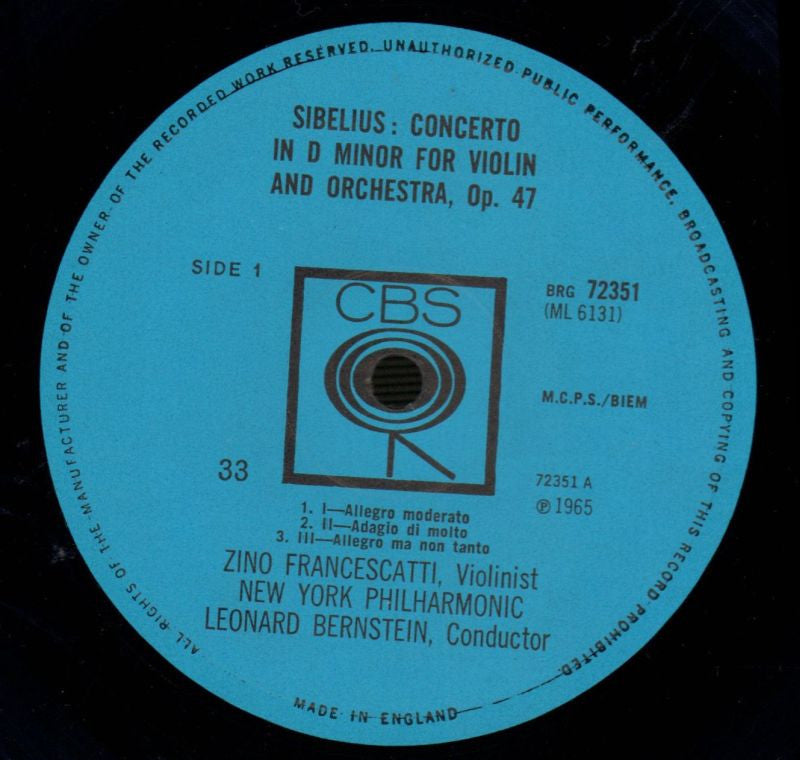 ALL RIGHTS OF THE MANUFACTURER AND OF THE OWNER OF THE RECORDED WORK RESERVED. UNAUTHORIZED PUBLIC PERFORMANCE, BROADCASTING AND COPYING OF THIS RECORD PROHIBITED.
SIBELIUS: CONCERTO
IN D MINOR FOR VIOLIN
AND ORCHESTRA, Op. 47
SIDE 1
CBS
BRG 72351
(ML 6131)
M.C.P.S./BIEM
33
72351 A
℗ 1965
1. I—Allegro moderato
2. II—Adagio di molto
3. III—Allegro ma non tanto
ZINO FRANCESCATTI, Violinist
NEW YORK PHILHARMONIC
LEONARD BERNSTEIN, Conductor
MADE IN ENGLAND